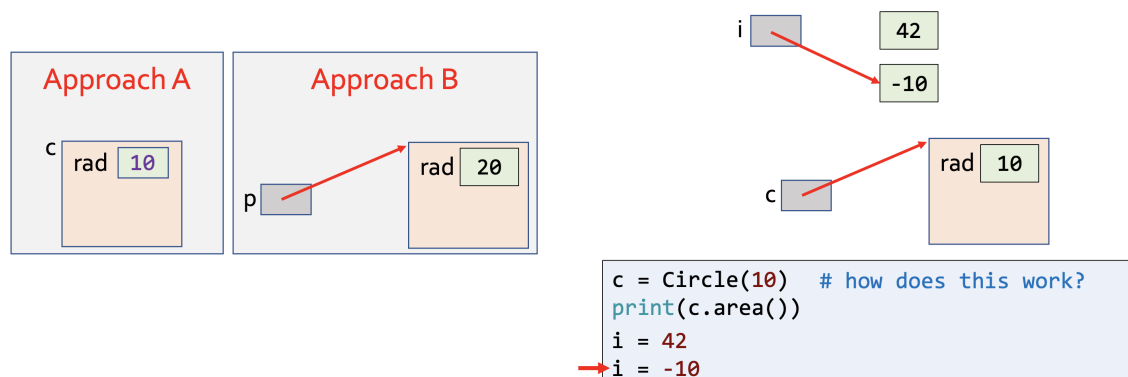 Approach A
c
rad 10
Approach B
p
rad 20
i
42
-10
c
rad 10
c = Circle(10)  # how does this work?
print(c.area())
i = 42
i = -10